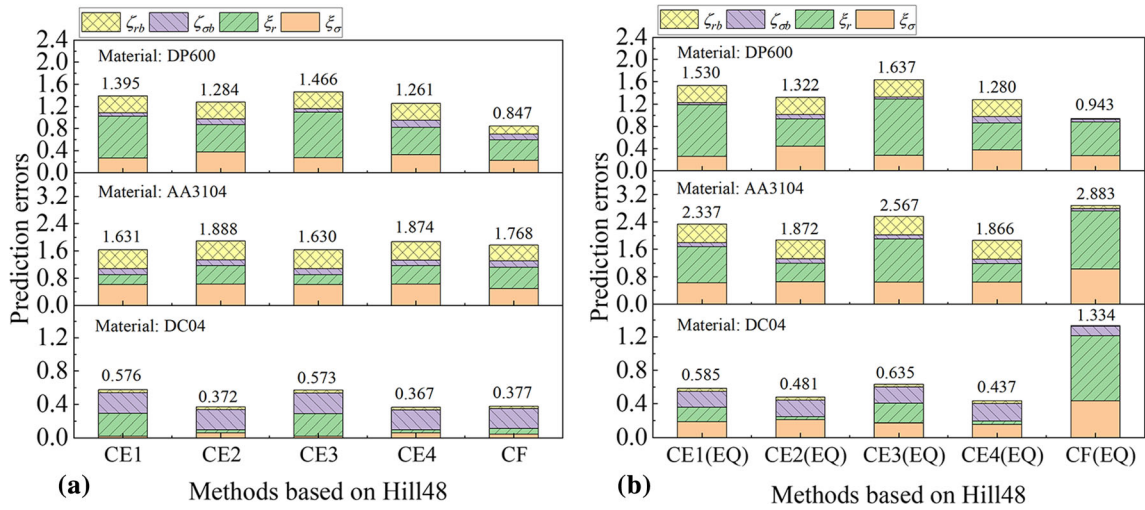 ζrb ζσb ξr ξσ
Prediction errors
2.4
2.0
1.6
1.2
0.8
0.4
0.0
Material: DP600
1.395 1.284 1.466 1.261 0.847
3.2
2.4
1.6
0.8
0.0
Material: AA3104
1.631 1.888 1.630 1.874 1.768
1.2
0.8
0.4
0.0
Material: DC04
0.576 0.372 0.573 0.367 0.377
CE1 CE2 CE3 CE4 CF
(a) Methods based on Hill48
ζrb ζσb ξr ξσ
Prediction errors
2.4
2.0
1.6
1.2
0.8
0.4
0.0
Material: DP600
1.530 1.322 1.637 1.280 0.943
3.2
2.4
1.6
0.8
0.0
Material: AA3104
2.337 1.872 2.567 1.866 2.883
1.2
0.8
0.4
0.0
Material: DC04
0.585 0.481 0.635 0.437 1.334
CE1(EQ) CE2(EQ) CE3(EQ) CE4(EQ) CF(EQ)
(b) Methods based on Hill48